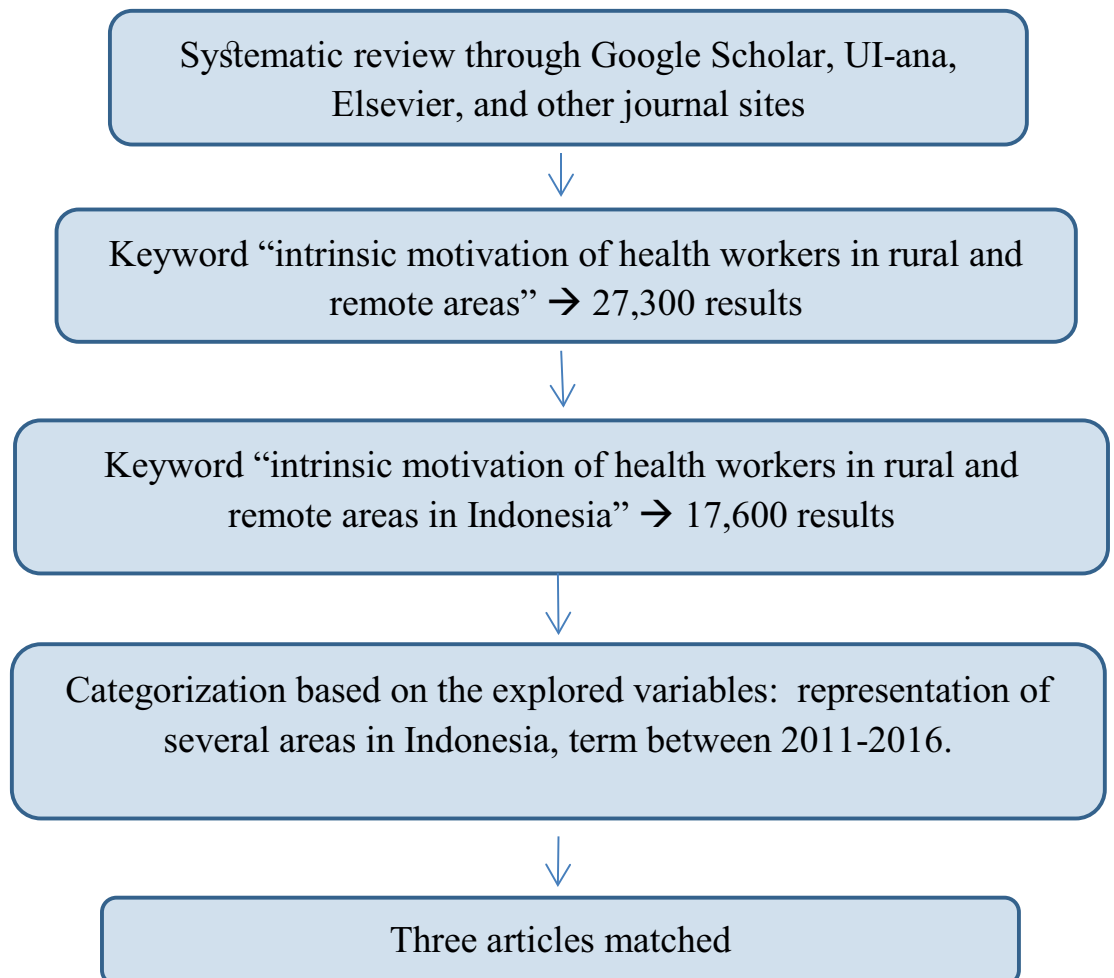 Systematic review through Google Scholar, UI-ana,
Elsevier, and other journal sites
Keyword “intrinsic motivation of health workers in rural and
remote areas” → 27,300 results
Keyword “intrinsic motivation of health workers in rural and
remote areas in Indonesia” → 17,600 results
Categorization based on the explored variables:  representation of
several areas in Indonesia, term between 2011-2016.
Three articles matched